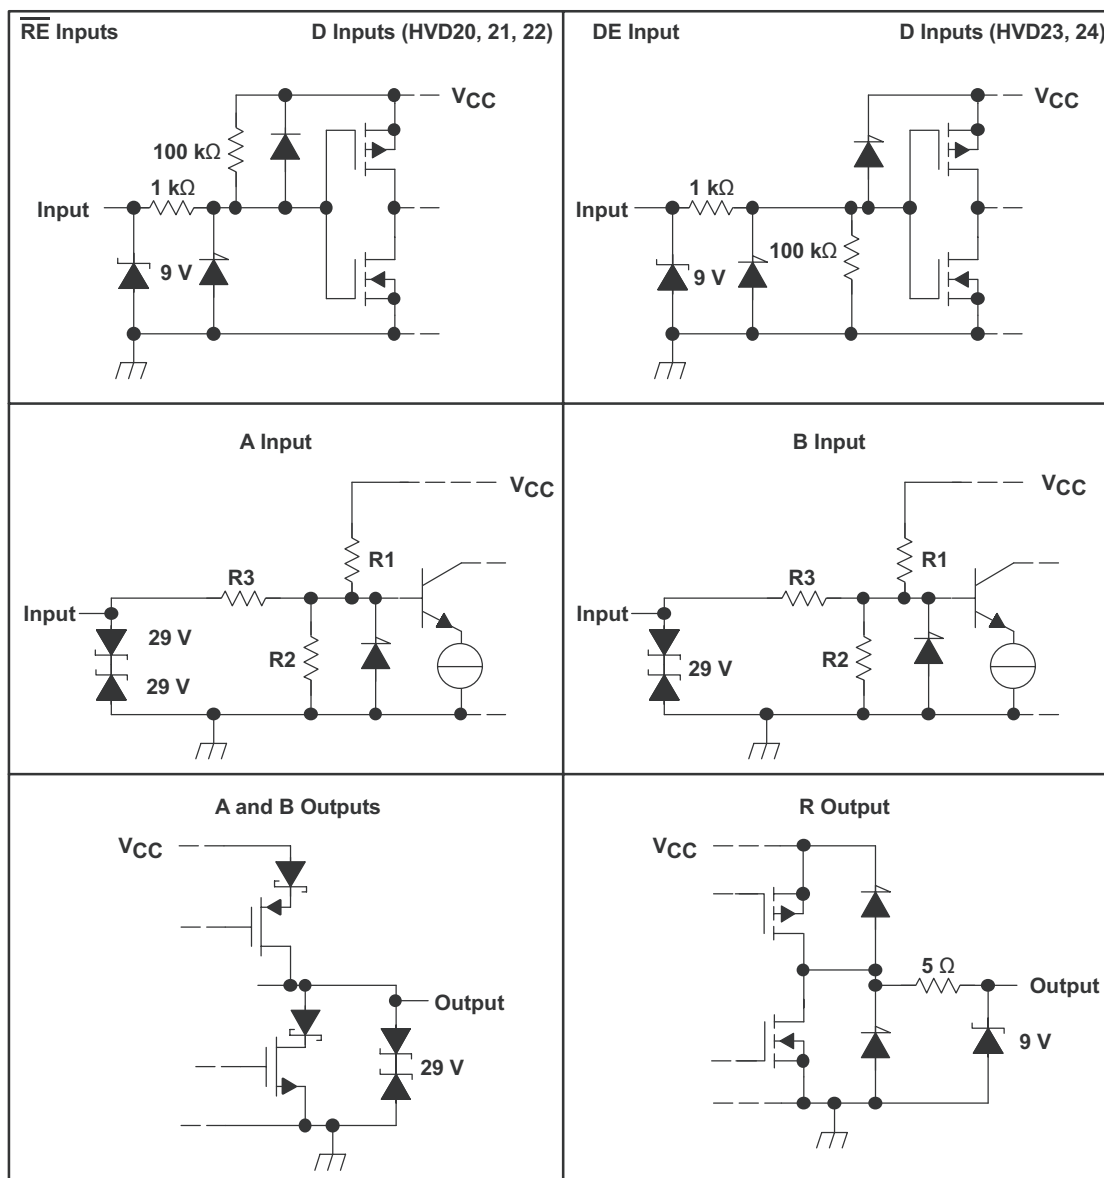 R̅E̅ Inputs D Inputs (HVD20, 21, 22)
VCC
100 kΩ
1 kΩ
Input
9 V
DE Input D Inputs (HVD23, 24)
VCC
1 kΩ
Input
100 kΩ
9 V
A Input
VCC
R1
R3
Input
29 V
R2
29 V
B Input
VCC
R1
R3
Input
R2
29 V
A and B Outputs
VCC
Output
29 V
R Output
VCC
5 Ω
Output
9 V